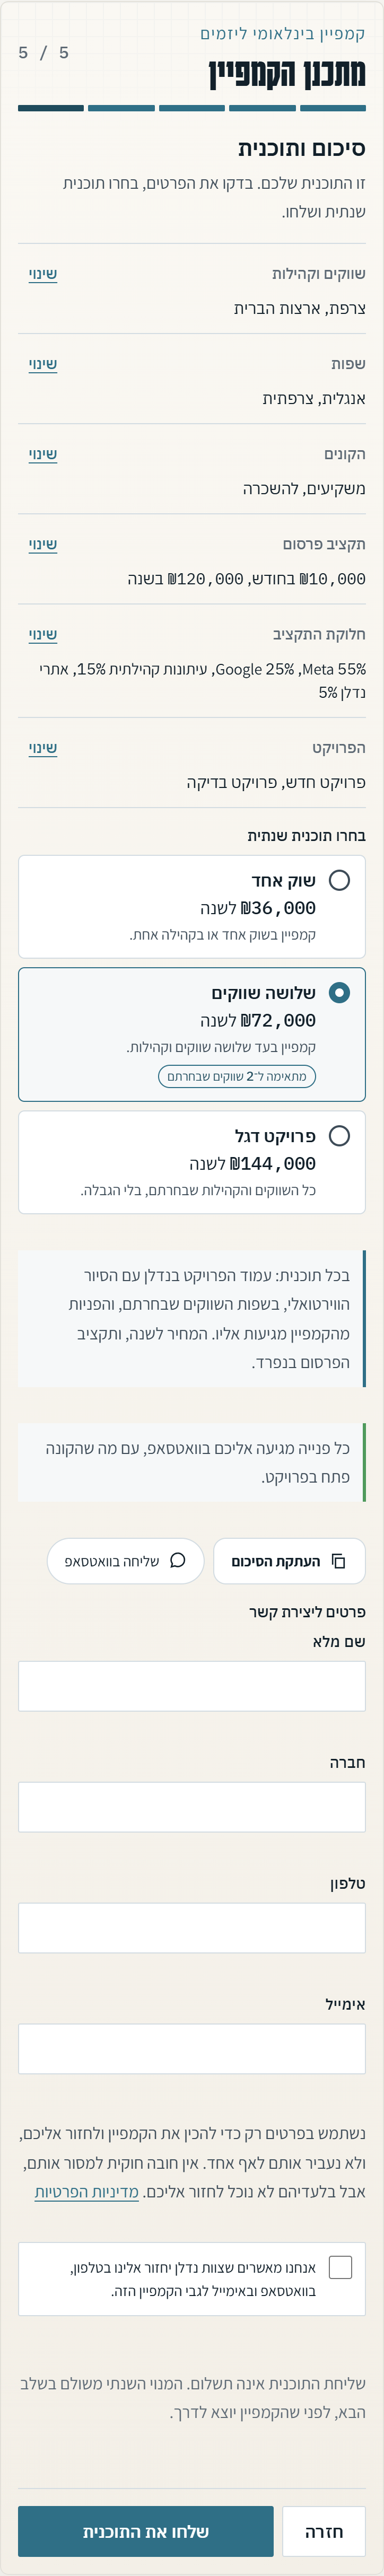 קמפיין בינלאומי ליזמים
מתכנן הקמפיין
5 / 5
סיכום ותוכנית
זו התוכנית שלכם. בדקו את הפרטים, בחרו תוכנית
שנתית ושלחו.
שווקים וקהילות
שינוי
צרפת, ארצות הברית
שפות
שינוי
אנגלית, צרפתית
הקונים
שינוי
משקיעים, להשכרה
תקציב פרסום
שינוי
₪10,000 בחודש, ₪120,000 בשנה
חלוקת התקציב
שינוי
Meta 55%, Google 25%, עיתונות קהילתית 15%, אתרי
נדלן 5%
הפרויקט
שינוי
פרויקט חדש, פרויקט בדיקה
בחרו תוכנית שנתית
שוק אחד
₪36,000 לשנה
קמפיין בשוק אחד או בקהילה אחת.
שלושה שווקים
₪72,000 לשנה
קמפיין בעד שלושה שווקים וקהילות.
מתאימה ל־2 שווקים שבחרתם
פרויקט דגל
₪144,000 לשנה
כל השווקים והקהילות שבחרתם, בלי הגבלה.
בכל תוכנית: עמוד הפרויקט בנדלן עם הסיור
הווירטואלי, בשפות השווקים שבחרתם, והפניות
מהקמפיין מגיעות אליו. המחיר לשנה, ותקציב
הפרסום בנפרד.
כל פנייה מגיעה אליכם בוואטסאפ, עם מה שהקונה
פתח בפרויקט.
העתקת הסיכום
שליחה בוואטסאפ
פרטים ליצירת קשר
שם מלא
חברה
טלפון
אימייל
נשתמש בפרטים רק כדי להכין את הקמפיין ולחזור אליכם,
ולא נעביר אותם לאף אחד. אין חובה חוקית למסור אותם,
אבל בלעדיהם לא נוכל לחזור אליכם. מדיניות הפרטיות
אנחנו מאשרים שצוות נדלן יחזור אלינו בטלפון,
בוואטסאפ ובאימייל לגבי הקמפיין הזה.
שליחת התוכנית אינה תשלום. המנוי השנתי משולם בשלב
הבא, לפני שהקמפיין יוצא לדרך.
חזרה
שלחו את התוכנית